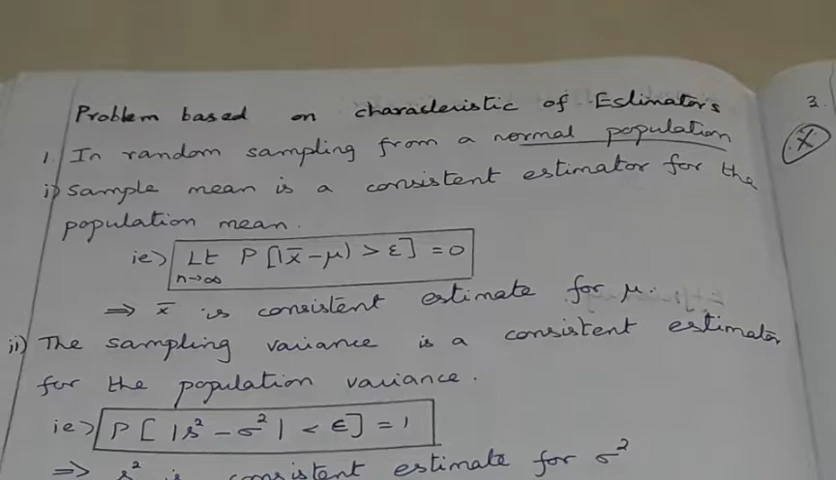 Problem based on characteristic of Estimators
1. In random sampling from a normal population
i) Sample mean is a consistent estimator for the
population mean.
ie) Lt n→∞ P[|x̄-μ) > ε] = 0
⇒ x̄ is consistent estimate for μ.
ii) The sampling variance is a consistent estimator
for the population variance.
ie) P[ |s² - σ²| < ε] = 1
⇒ s² is consistent estimate for σ²
3.
X